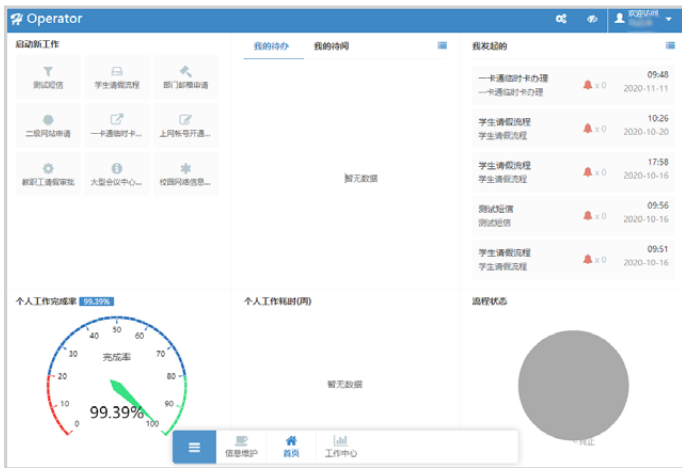 Operator
欢迎访问
启动新工作
测试短信
学生请假流程
部门邮箱申请
二级网站申请
一卡通临时卡...
上网帐号开通...
教职工请假审批
大型会议中心...
校园网络信息...
我的待办
我的待阅
暂无数据
我发起的
一卡通临时卡办理
一卡通临时卡办理
x 0
09:48
2020-11-11
学生请假流程
学生请假流程
x 0
10:26
2020-10-20
学生请假流程
学生请假流程
x 0
17:58
2020-10-16
测试短信
测试短信
x 0
09:56
2020-10-16
学生请假流程
学生请假流程
x 0
09:51
2020-10-16
个人工作完成率 99.39%
0
10
20
30
40
50
60
70
80
90
100
完成率
99.39%
个人工作耗时(周)
暂无数据
流程状态
终止
信息维护
首页
工作中心